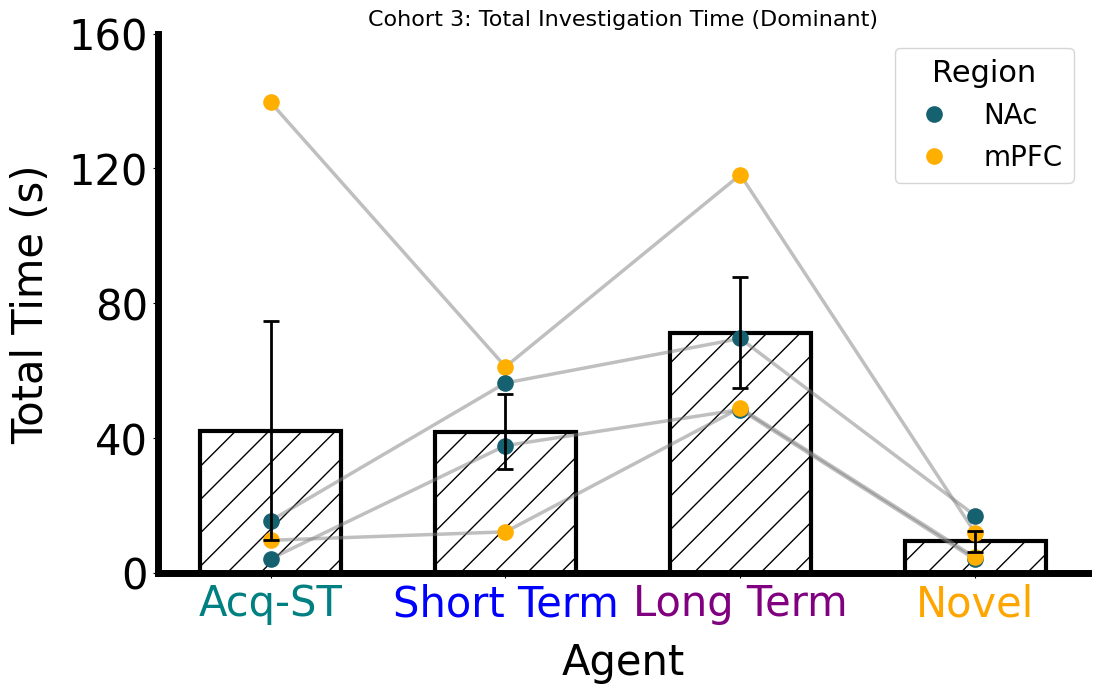 Cohort 3: Total Investigation Time (Dominant)
160
120
80
40
0
Total Time (s)
Region
NAc
mPFC
Acq-ST
Short Term
Long Term
Novel
Agent